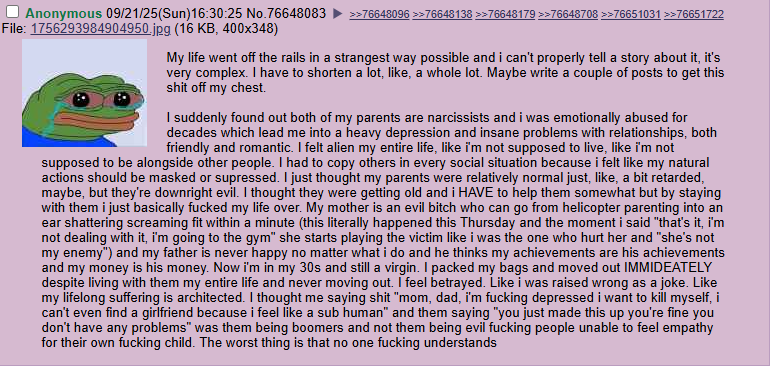 Anonymous 09/21/25(Sun)16:30:25 No.76648083 ▶ >>76648096 >>76648138 >>76648179 >>76648708 >>76651031 >>76651722
File: 1756293984904950.jpg (16 KB, 400x348)
My life went off the rails in a strangest way possible and i can't properly tell a story about it, it's
very complex. I have to shorten a lot, like, a whole lot. Maybe write a couple of posts to get this
shit off my chest.
I suddenly found out both of my parents are narcissists and i was emotionally abused for
decades which lead me into a heavy depression and insane problems with relationships, both
friendly and romantic. I felt alien my entire life, like i'm not supposed to live, like i'm not
supposed to be alongside other people. I had to copy others in every social situation because i felt like my natural
actions should be masked or supressed. I just thought my parents were relatively normal just, like, a bit retarded,
maybe, but they're downright evil. I thought they were getting old and i HAVE to help them somewhat but by staying
with them i just basically fucked my life over. My mother is an evil bitch who can go from helicopter parenting into an
ear shattering screaming fit within a minute (this literally happened this Thursday and the moment i said "that's it, i'm
not dealing with it, i'm going to the gym" she starts playing the victim like i was the one who hurt her and "she's not
my enemy") and my father is never happy no matter what i do and he thinks my achievements are his achievements
and my money is his money. Now i'm in my 30s and still a virgin. I packed my bags and moved out IMMIDEATELY
despite living with them my entire life and never moving out. I feel betrayed. Like i was raised wrong as a joke. Like
my lifelong suffering is architected. I thought me saying shit "mom, dad, i'm fucking depressed i want to kill myself, i
can't even find a girlfriend because i feel like a sub human" and them saying "you just made this up you're fine you
don't have any problems" was them being boomers and not them being evil fucking people unable to feel empathy
for their own fucking child. The worst thing is that no one fucking understands